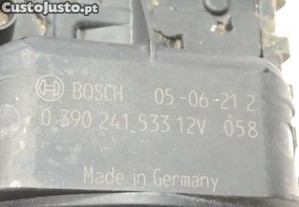 CustoJusto.pt
BOSCH 05-06-21 2
0 390 241 533 12V 058
Made in Germany